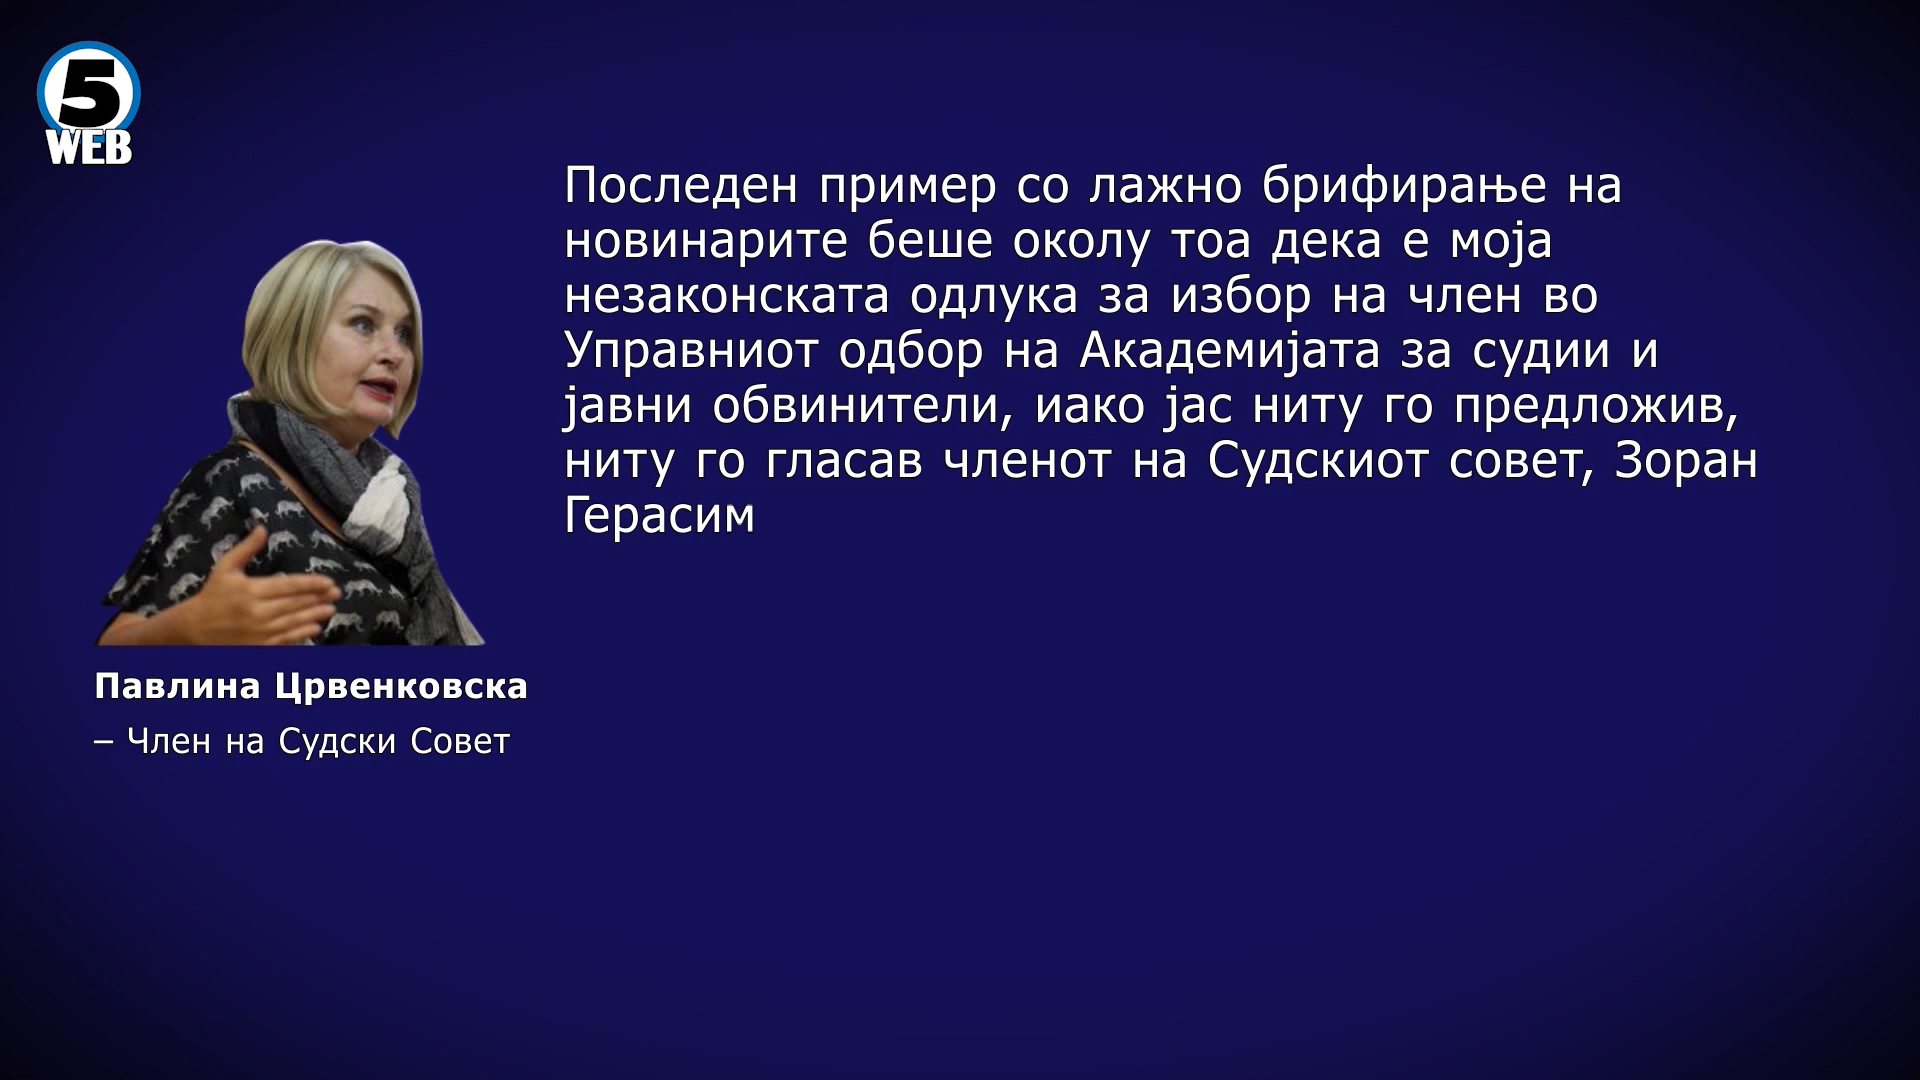 5
WEB
Последен пример со лажно брифирање на
новинарите беше околу тоа дека е моја
незаконската одлука за избор на член во
Управниот одбор на Академијата за судии и
јавни обвинители, иако јас ниту го предложив,
ниту го гласав членот на Судскиот совет, Зоран
Герасим
Павлина Црвенковска
– Член на Судски Совет